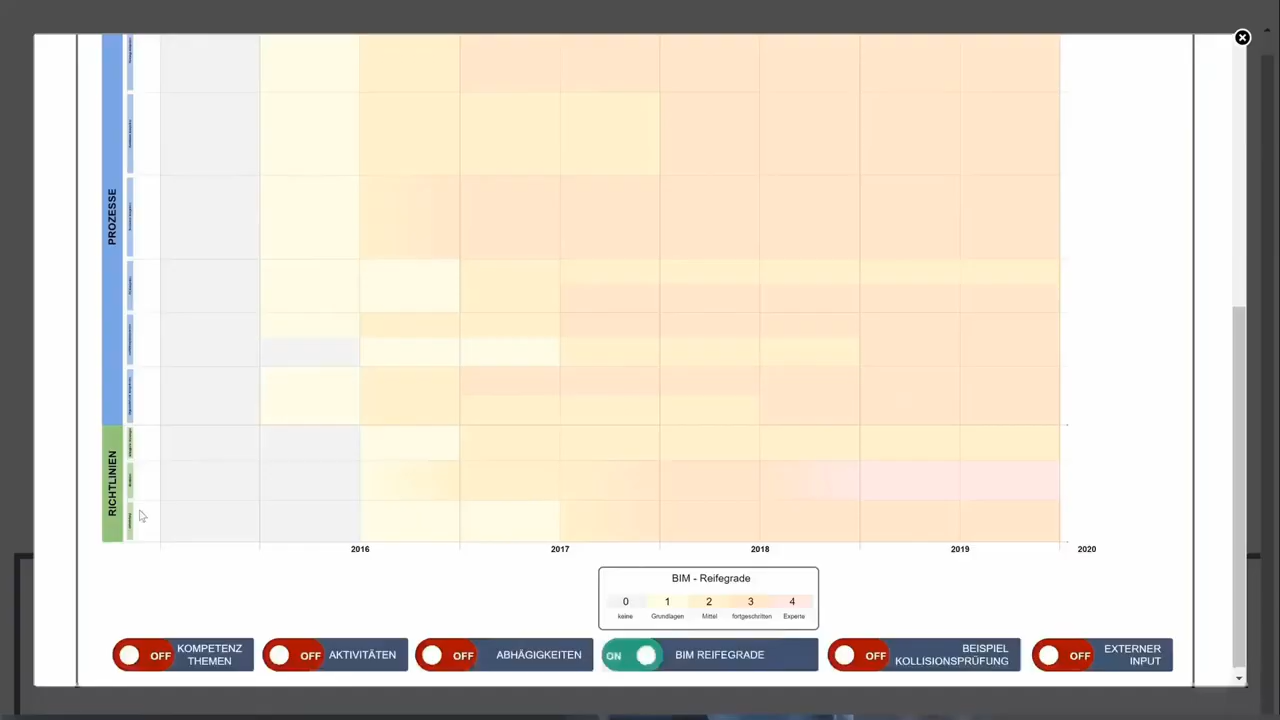 PROZESSE
RICHTLINIEN
2016 2017 2018 2019 2020
BIM - Reifegrade
0 1 2 3 4
keine Grundlagen Mittel fortgeschritten Experte
OFF KOMPETENZ
THEMEN
OFF AKTIVITÄTEN
OFF ABHÄGIGKEITEN
ON BIM REIFEGRADE
OFF BEISPIEL
KOLLISIONSPRÜFUNG
OFF EXTERNER
INPUT